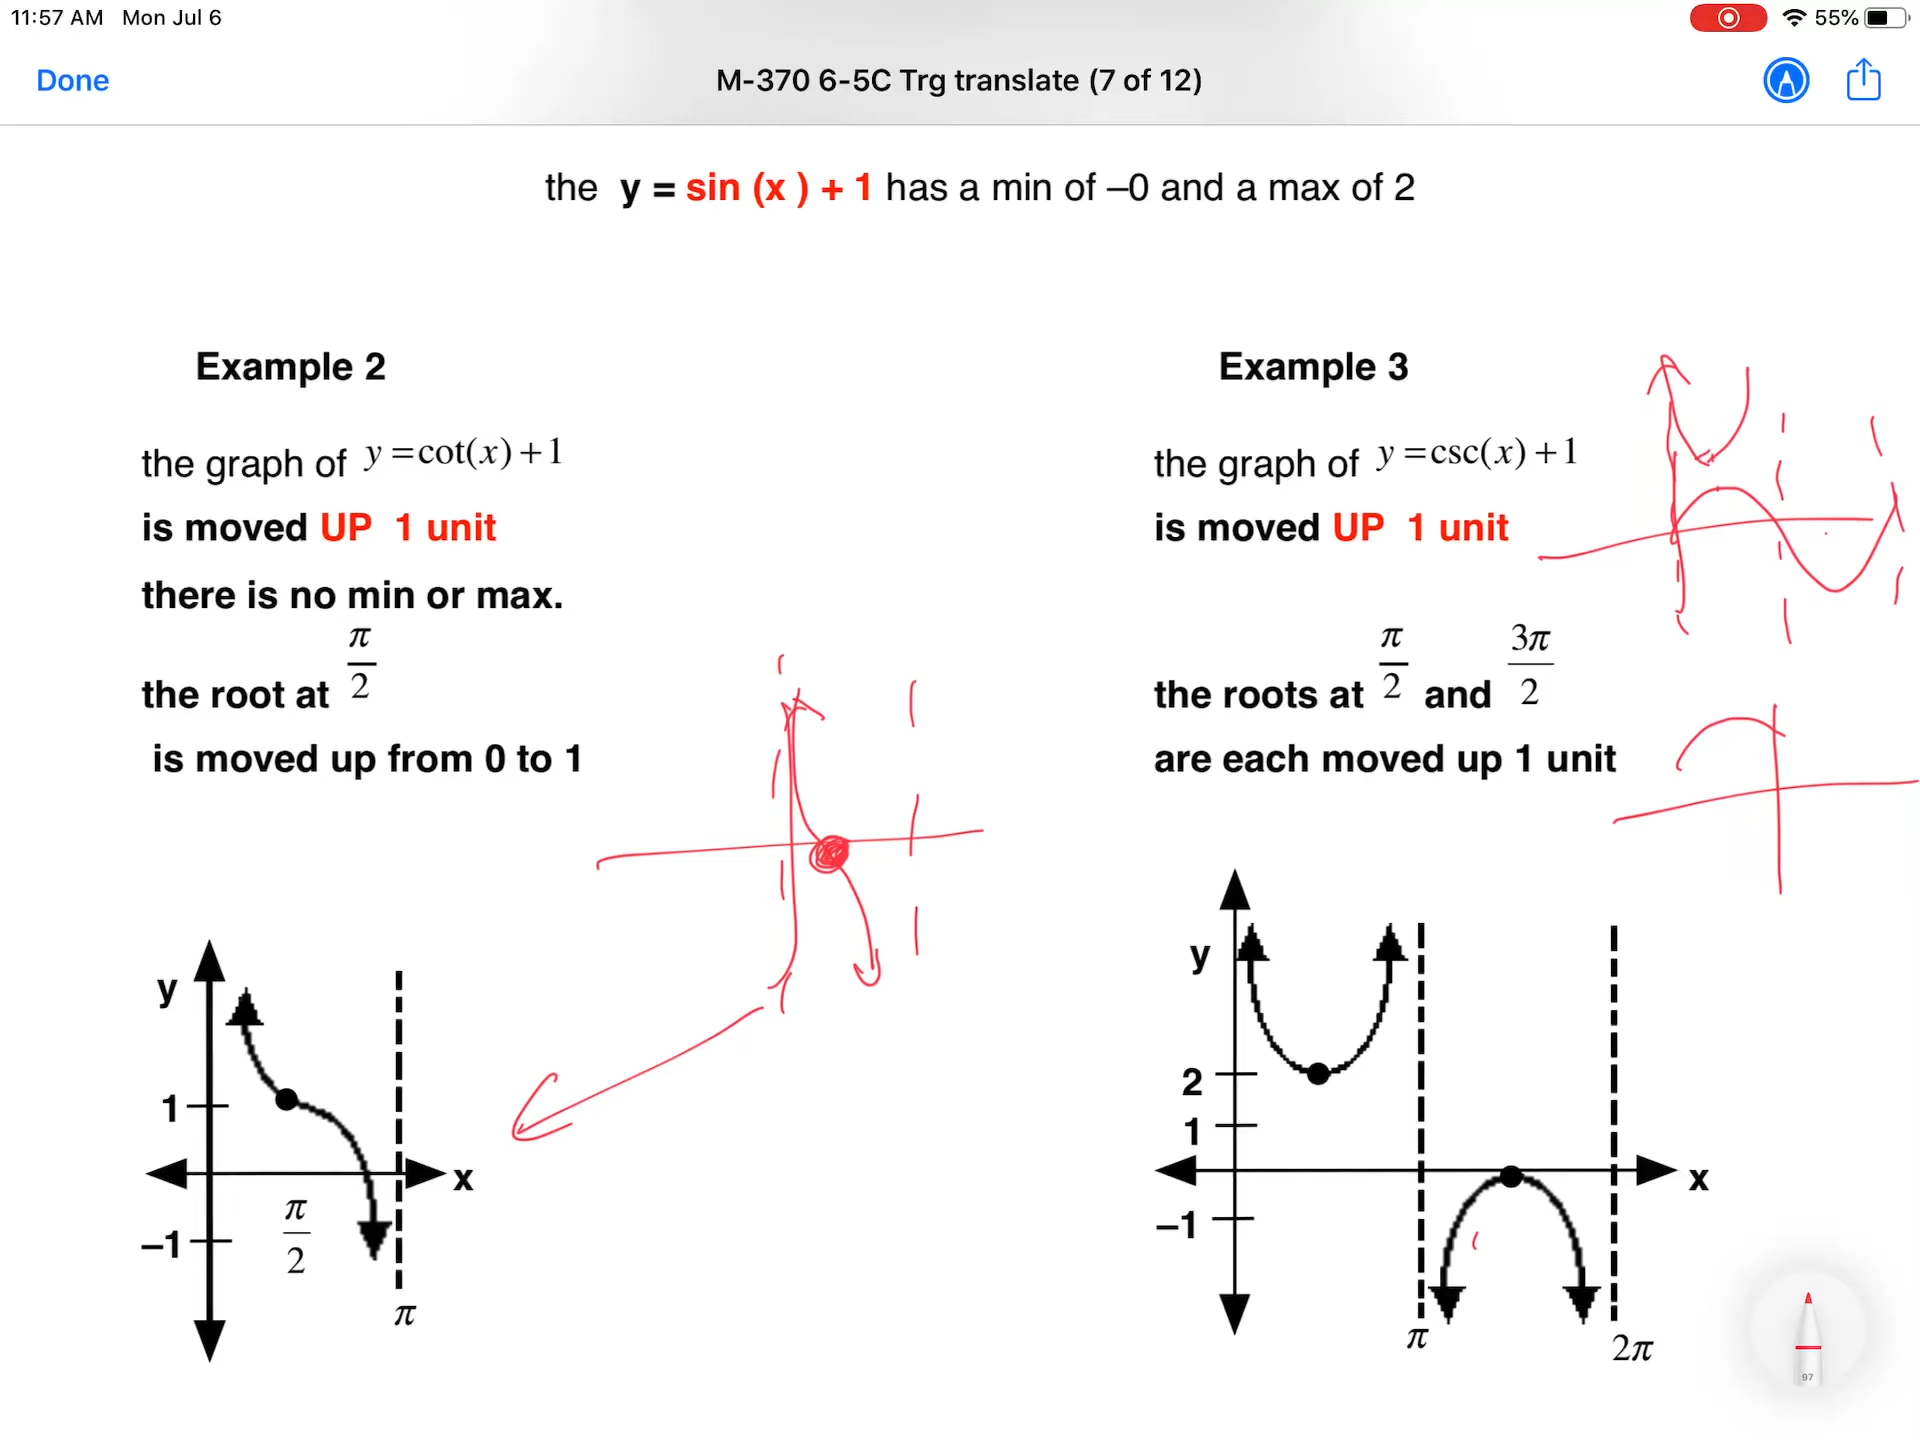 11:57 AM Mon Jul 6
55%
Done
M-370 6-5C Trg translate (7 of 12)
the y = sin (x ) + 1 has a min of –0 and a max of 2
Example 2
the graph of y =cot(x)+1
is moved UP 1 unit
there is no min or max.
the root at π/2
is moved up from 0 to 1
y
1
x
–1
π/2
π
Example 3
the graph of y =csc(x)+1
is moved UP 1 unit
the roots at π/2 and 3π/2
are each moved up 1 unit
y
2
1
x
–1
π
2π
97